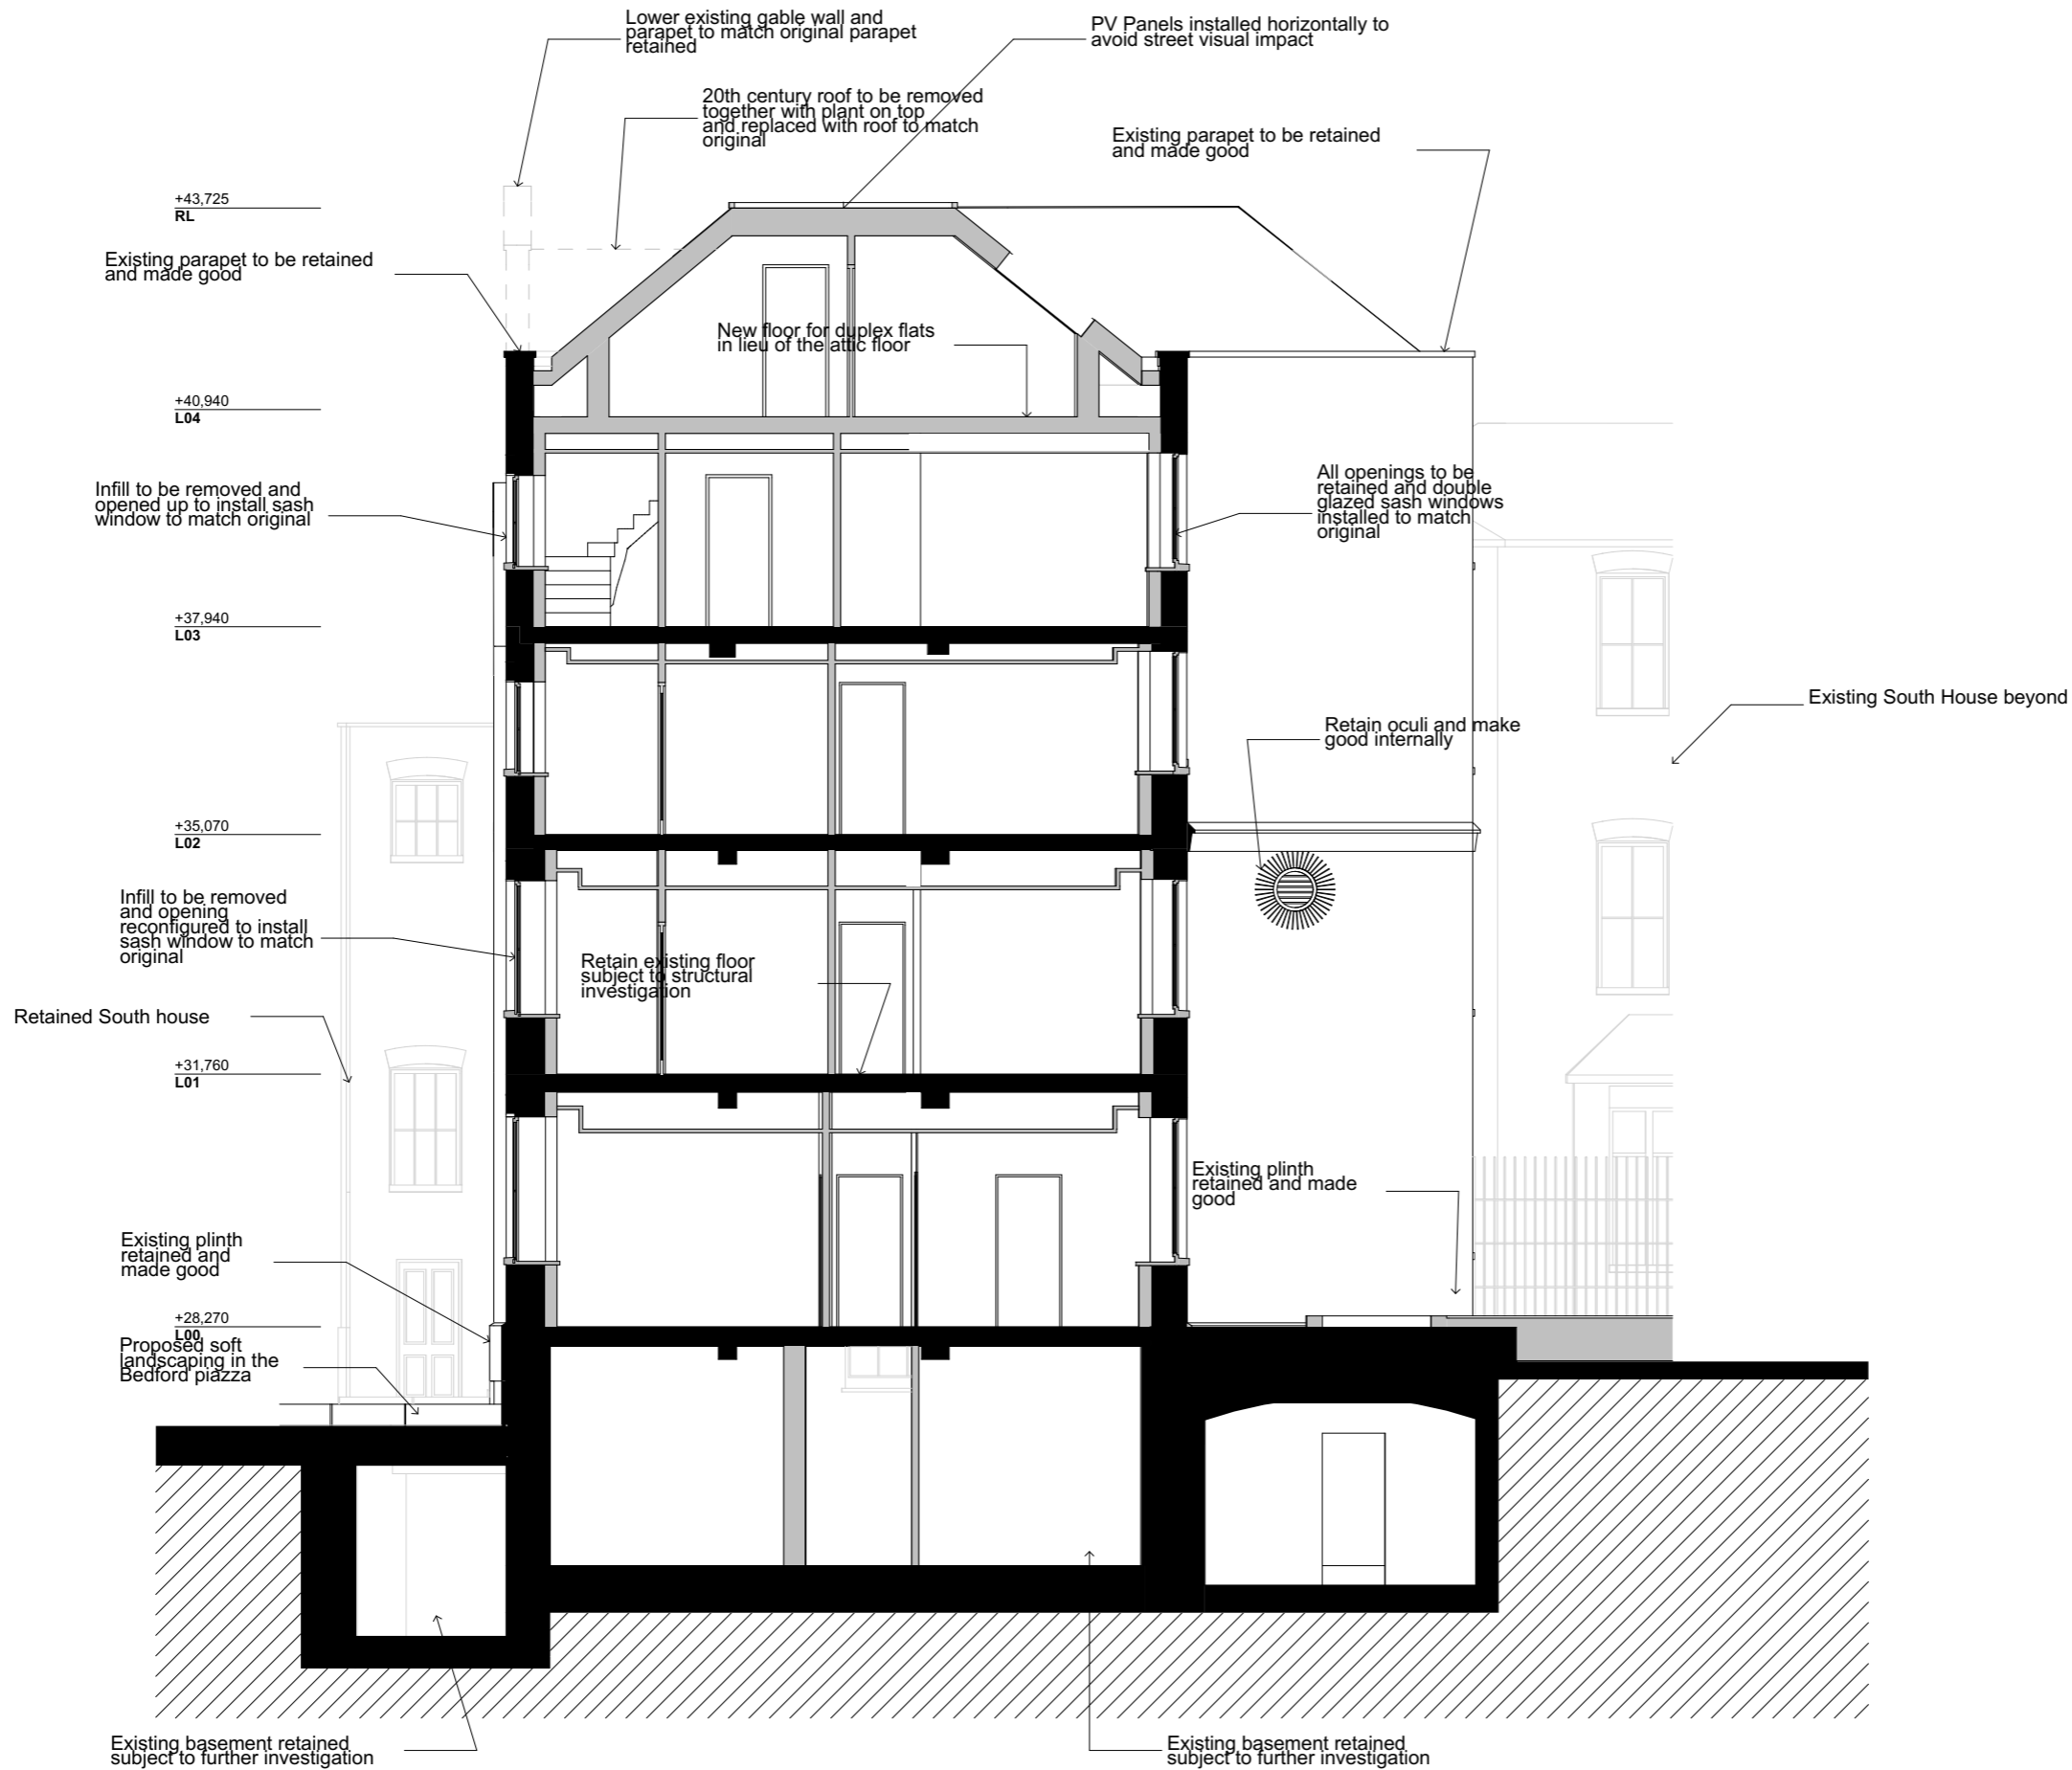 Lower existing gable wall and
parapet to match original parapet
retained
PV Panels installed horizontally to
avoid street visual impact
20th century roof to be removed
together with plant on top
and replaced with roof to match
original
Existing parapet to be retained
and made good
+43,725
RL
Existing parapet to be retained
and made good
New floor for duplex flats
in lieu of the attic floor
+40,940
L04
Infill to be removed and
opened up to install sash
window to match original
All openings to be
retained and double
glazed sash windows
installed to match
original
+37,940
L03
Existing South House beyond
Retain oculi and make
good internally
+35,070
L02
Infill to be removed
and opening
reconfigured to install
sash window to match
original
Retain existing floor
subject to structural
investigation
Retained South house
+31,760
L01
Existing plinth
retained and made
good
Existing plinth
retained and
made good
+28,270
L00
Proposed soft
landscaping in the
Bedford piazza
Existing basement retained
subject to further investigation
Existing basement retained
subject to further investigation